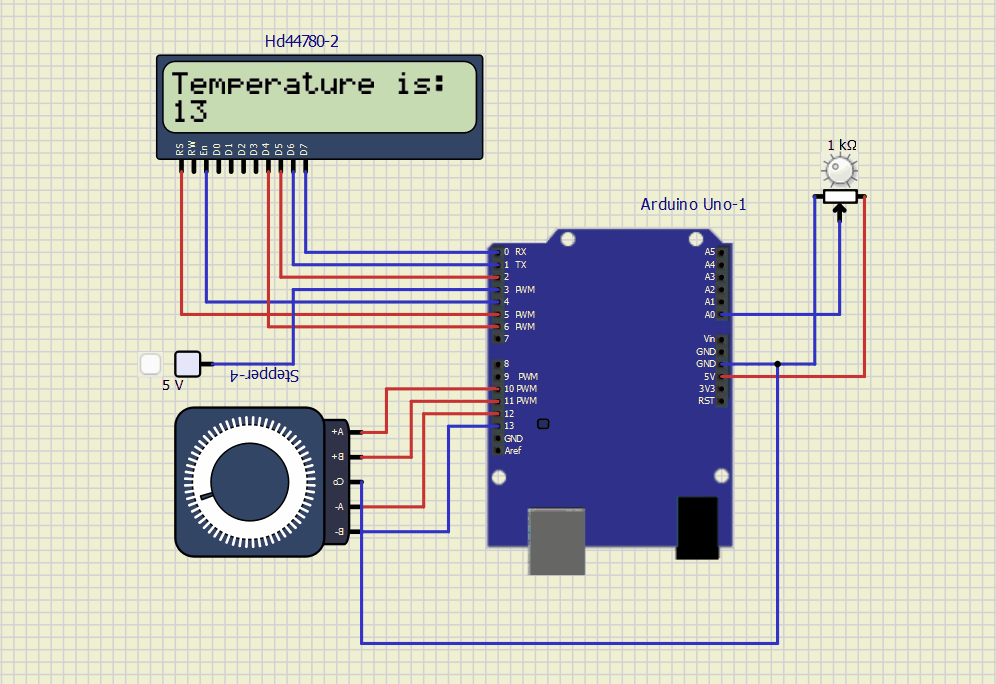 Hd44780-2
Temperature is:
13
RS RW En D0 D1 D2 D3 D4 D5 D6 D7
1 kΩ
Arduino Uno-1
0 RX
1 TX
2
3 PWM
4
5 PWM
6 PWM
7
8
9 PWM
10 PWM
11 PWM
12
13
GND
Aref
A5
A4
A3
A2
A1
A0
Vin
GND
GND
5V
3V3
RST
5 V
Stepper-4
+A
+B
Co
-A
-B